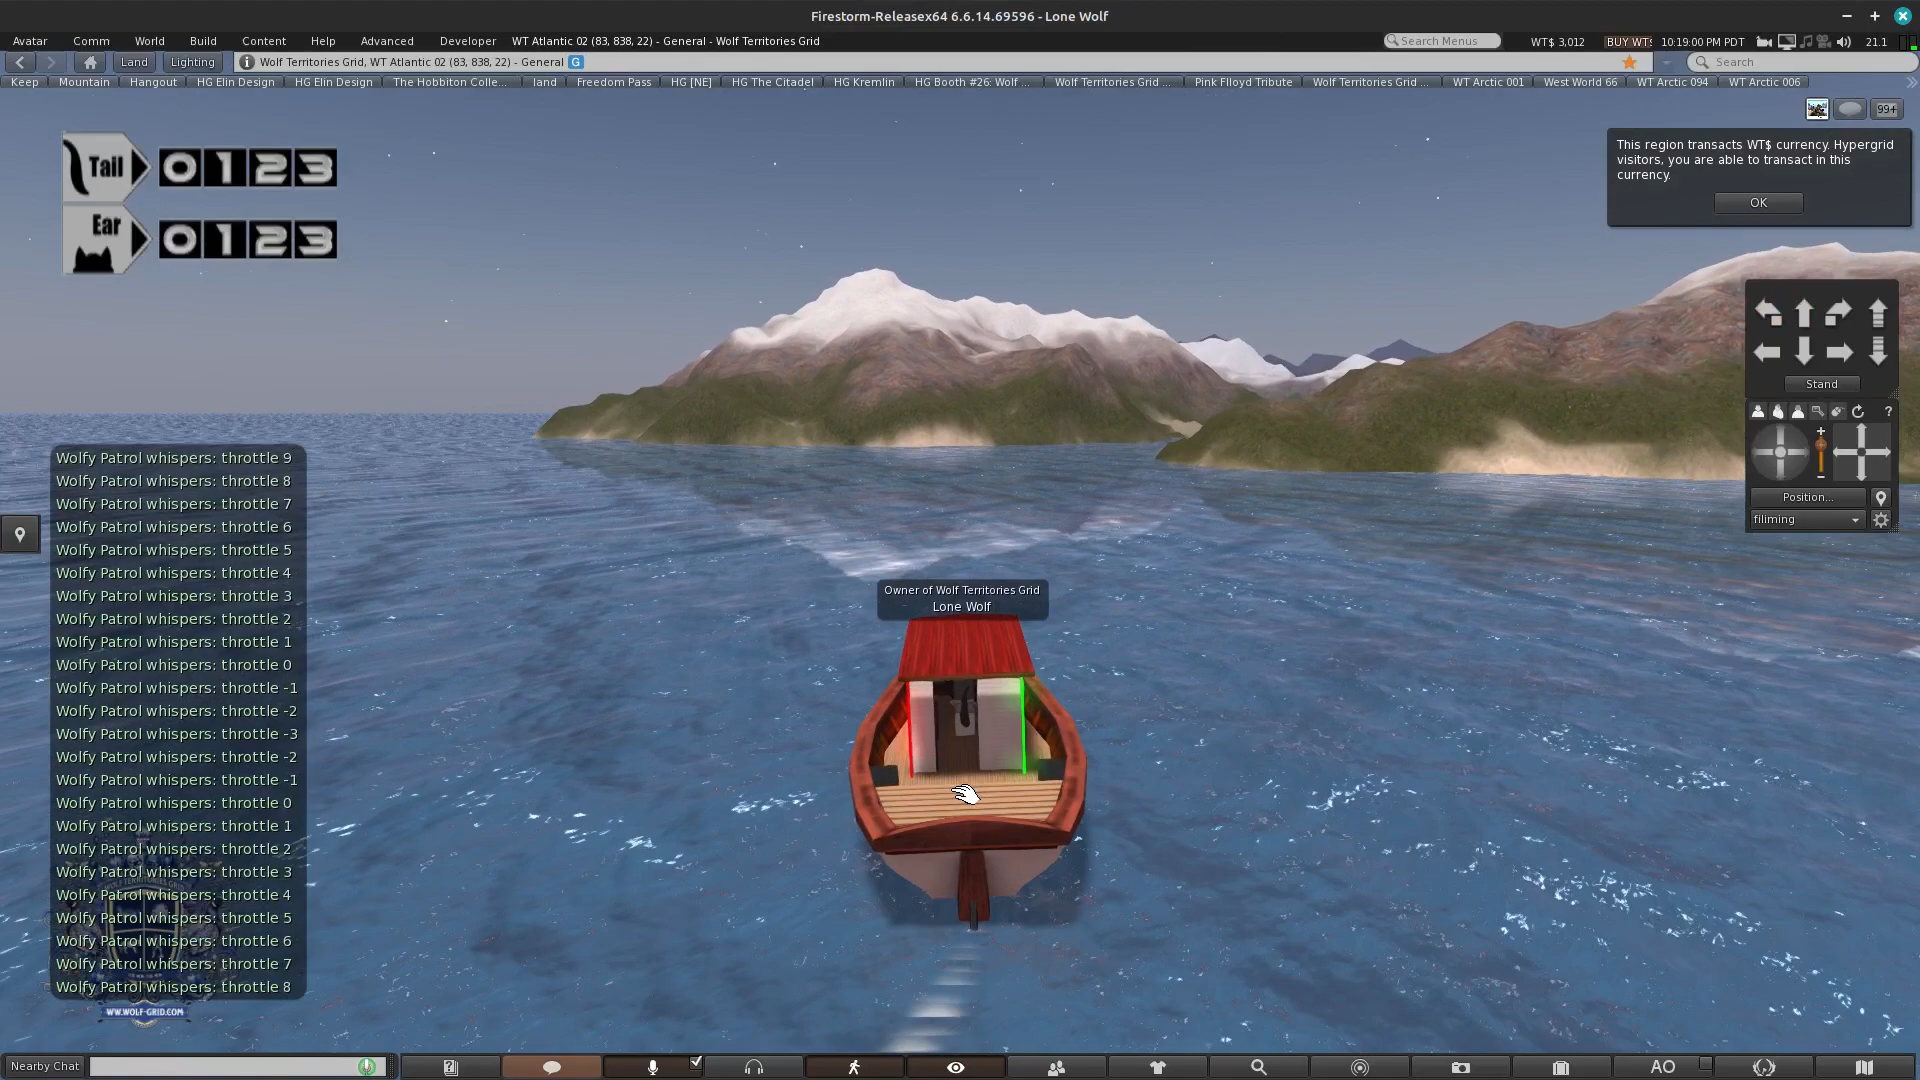 Firestorm-Releasex64 6.6.14.69596 - Lone Wolf
Avatar Comm World Build Content Help Advanced Developer WT Atlantic 02 (83, 838, 22) - General - Wolf Territories Grid Search Menus WT$ 3,012 BUY WT$ 10:19:00 PM PDT 21.1
Land Lighting Wolf Territories Grid, WT Atlantic 02 (83, 838, 22) - General G Search
Keep Mountain Hangout HG Elin Design HG Elin Design The Hobbiton Colle... land Freedom Pass HG [NE] HG The Citadel HG Kremlin HG Booth #26: Wolf ... Wolf Territones Grid ... Pink Flloyd Tribute Wolf Territories Grid ... WT Arctic 001 West World 66 WT Arctic 094 WT Arctic 006
99+
This region transacts WT$ currency. Hypergrid
visitors, you are able to transact in this
currency.
OK
Tail 0 1 2 3
Ear 0 1 2 3
Stand
?
Position...
filiming
Wolfy Patrol whispers: throttle 9
Wolfy Patrol whispers: throttle 8
Wolfy Patrol whispers: throttle 7
Wolfy Patrol whispers: throttle 6
Wolfy Patrol whispers: throttle 5
Wolfy Patrol whispers: throttle 4
Wolfy Patrol whispers: throttle 3
Wolfy Patrol whispers: throttle 2
Wolfy Patrol whispers: throttle 1
Wolfy Patrol whispers: throttle 0
Wolfy Patrol whispers: throttle -1
Wolfy Patrol whispers: throttle -2
Wolfy Patrol whispers: throttle -3
Wolfy Patrol whispers: throttle -2
Wolfy Patrol whispers: throttle -1
Wolfy Patrol whispers: throttle 0
Wolfy Patrol whispers: throttle 1
Wolfy Patrol whispers: throttle 2
Wolfy Patrol whispers: throttle 3
Wolfy Patrol whispers: throttle 4
Wolfy Patrol whispers: throttle 5
Wolfy Patrol whispers: throttle 6
Wolfy Patrol whispers: throttle 7
Wolfy Patrol whispers: throttle 8
Owner of Wolf Territories Grid
Lone Wolf
WW.WOLF-GRID.COM
Nearby Chat
AO